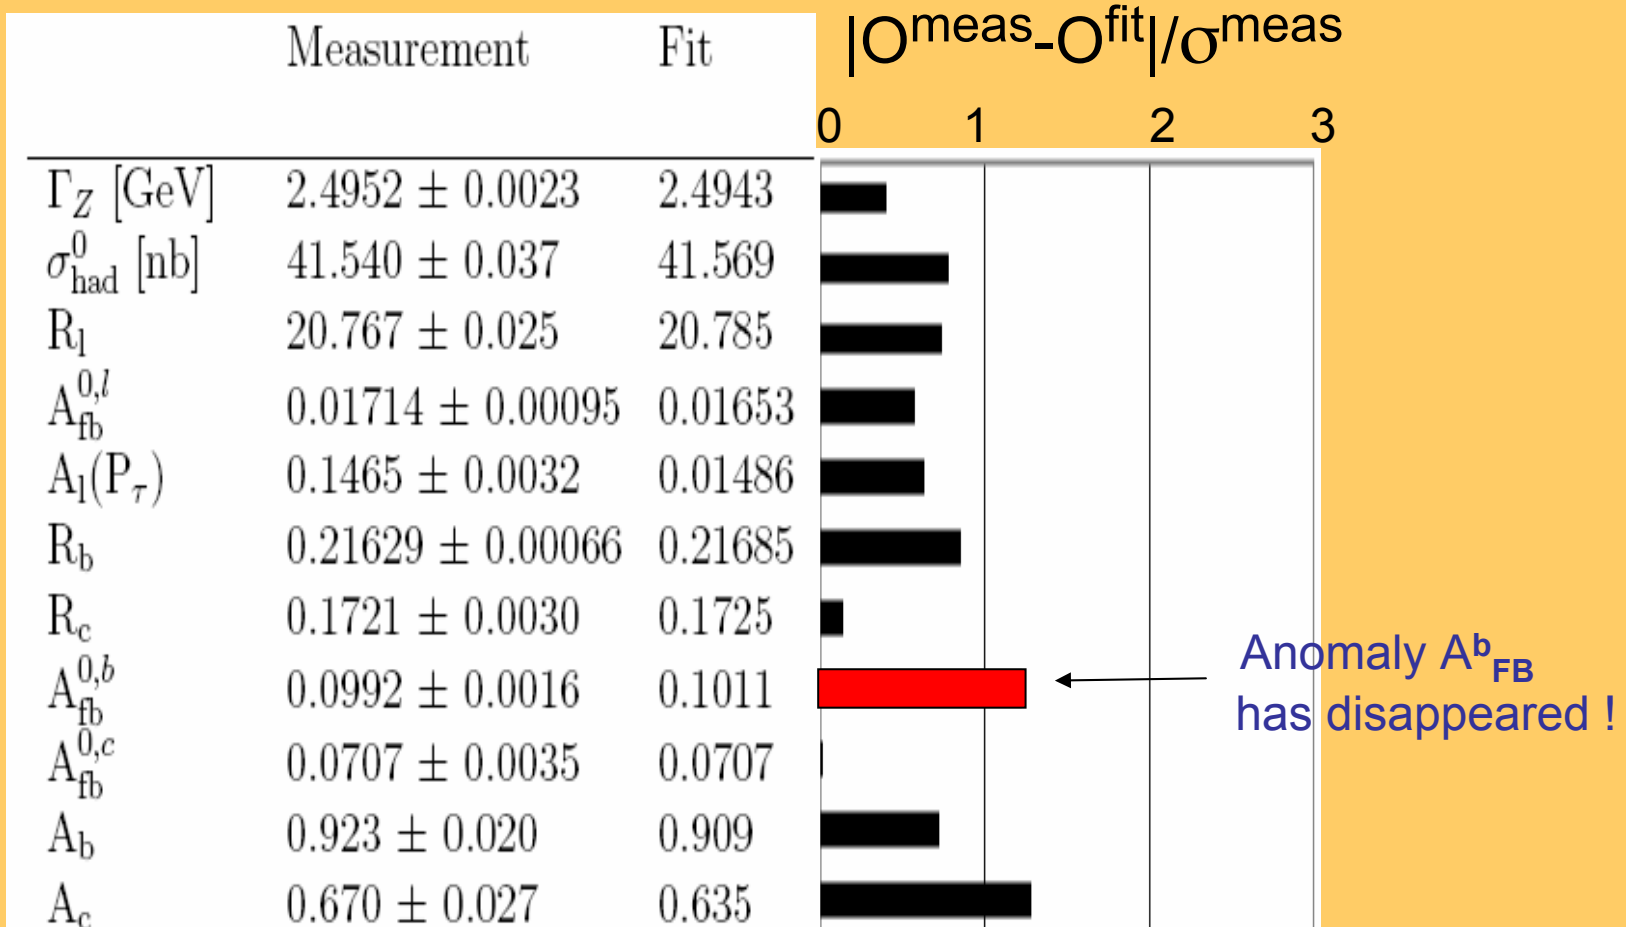 Measurement Fit |O^meas-O^fit|/σ^meas
0 1 2 3
Γ_Z [GeV] 2.4952 ± 0.0023 2.4943
σ^0_had [nb] 41.540 ± 0.037 41.569
R_l 20.767 ± 0.025 20.785
A^0,l_fb 0.01714 ± 0.00095 0.01653
A_l(P_τ) 0.1465 ± 0.0032 0.01486
R_b 0.21629 ± 0.00066 0.21685
R_c 0.1721 ± 0.0030 0.1725
A^0,b_fb 0.0992 ± 0.0016 0.1011
Anomaly A^b_FB
has disappeared !
A^0,c_fb 0.0707 ± 0.0035 0.0707
A_b 0.923 ± 0.020 0.909
A_c 0.670 ± 0.027 0.635